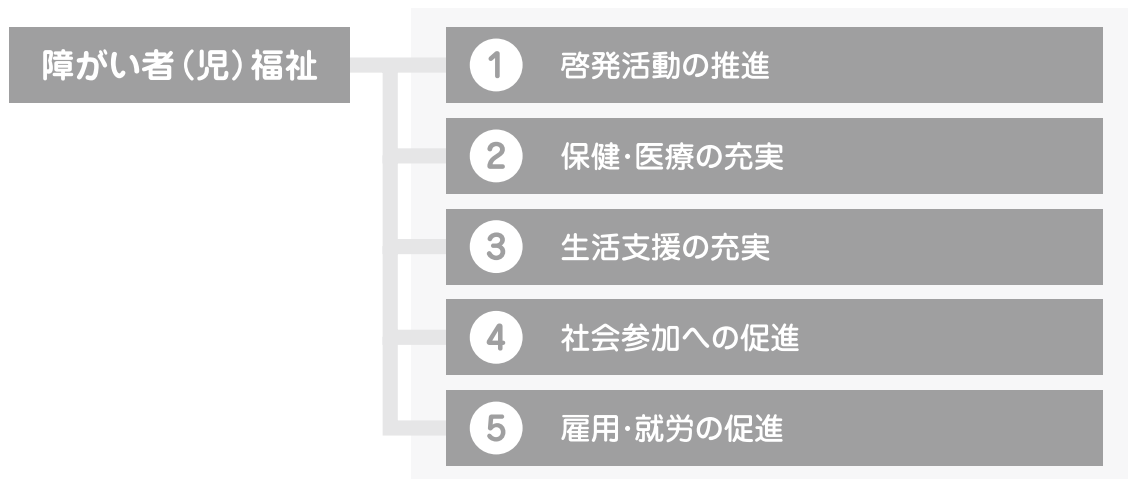 障がい者（児）福祉
1 啓発活動の推進
2 保健・医療の充実
3 生活支援の充実
4 社会参加への促進
5 雇用・就労の促進